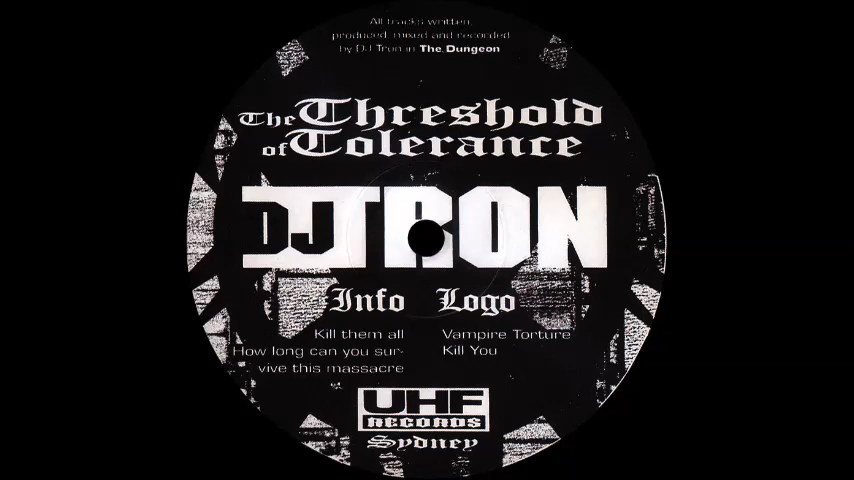 All tracks written,
produced, mixed and recorded
by DJ Tron in The Dungeon
The Threshold
of Tolerance
DJ TRON
Info Logo
Kill them all Vampire Torture
How long can you sur- Kill You
vive this massacre
UHF
RECORDS
Sydney